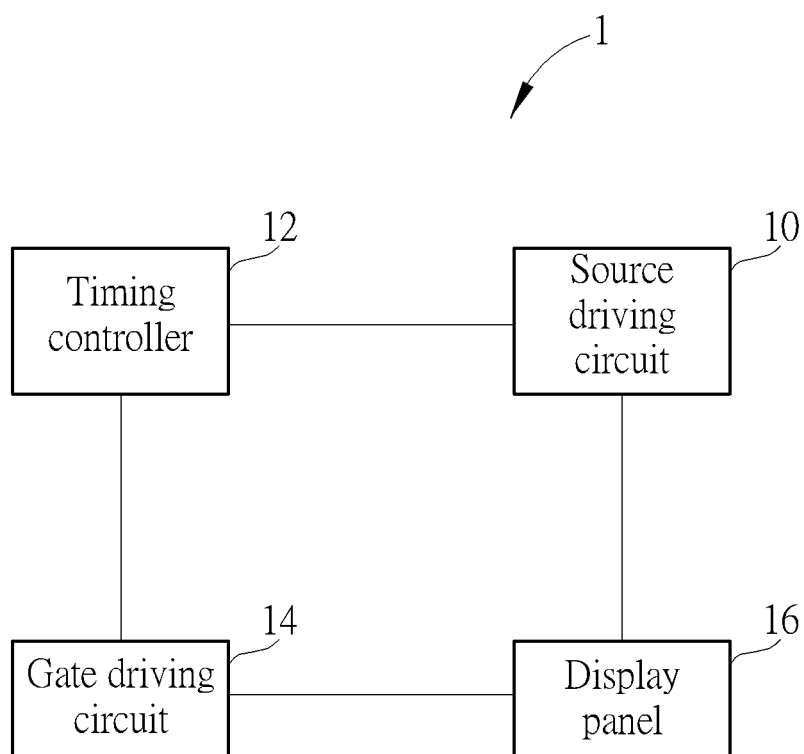 1
12
10
Timing
controller
Source
driving
circuit
14
16
Gate driving
circuit
Display
panel